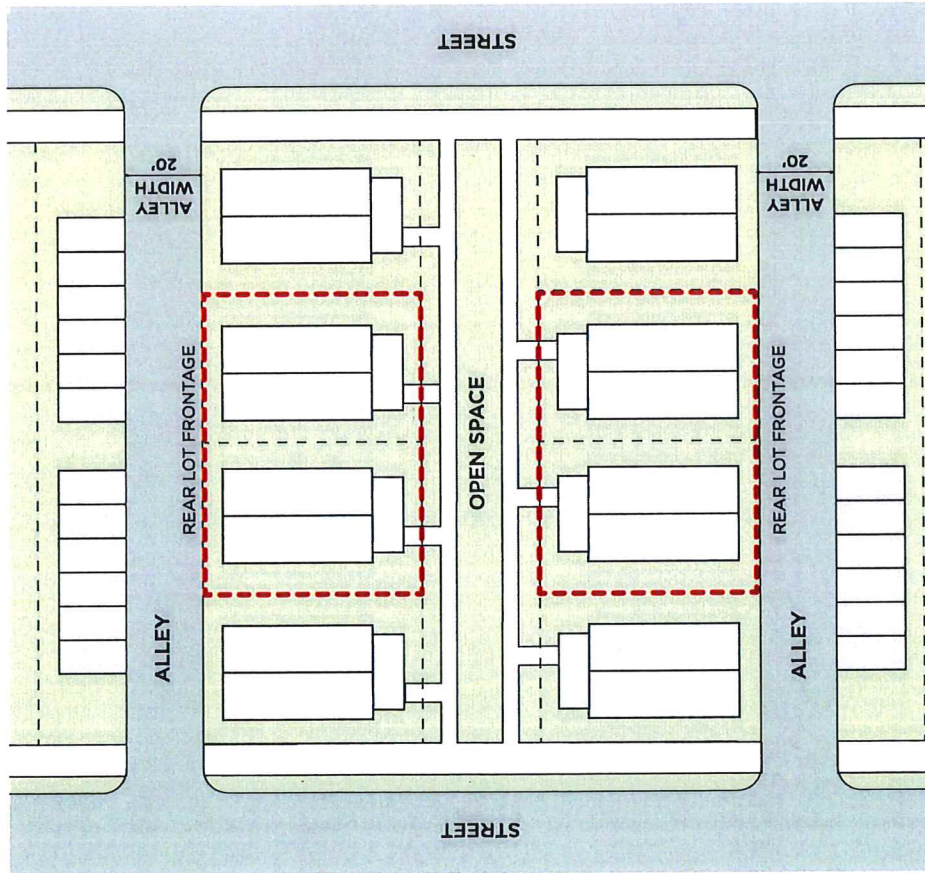 STREET
ALLEY
WIDTH
20'
ALLEY
WIDTH
20'
REAR LOT FRONTAGE
OPEN SPACE
REAR LOT FRONTAGE
ALLEY
ALLEY
STREET